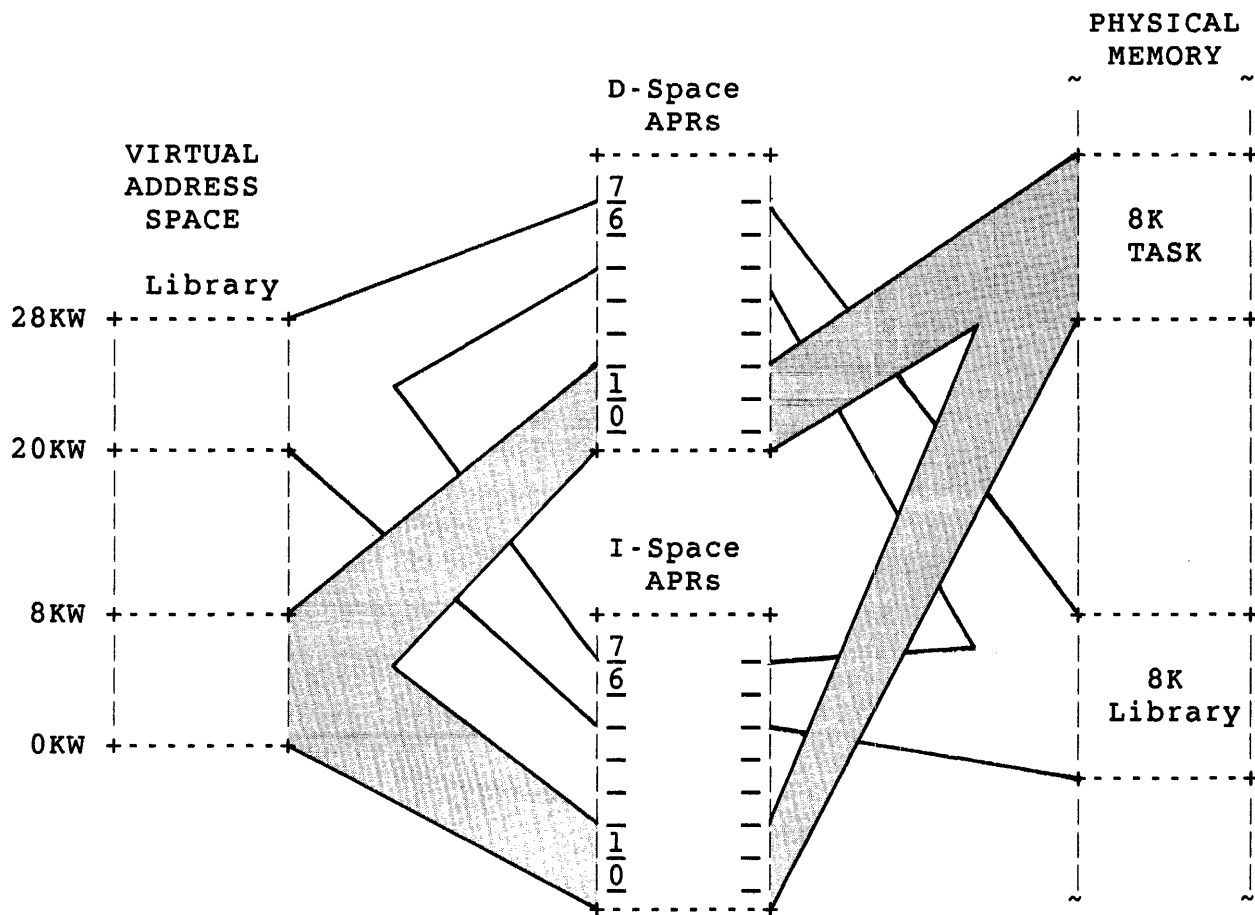 PHYSICAL
MEMORY
~ ~
D-Space
APRs
VIRTUAL
ADDRESS
SPACE
Library
28KW
20KW
8KW
0KW
7
6
1
0
I-Space
APRs
7
6
1
0
8K
TASK
8K
Library
~ ~